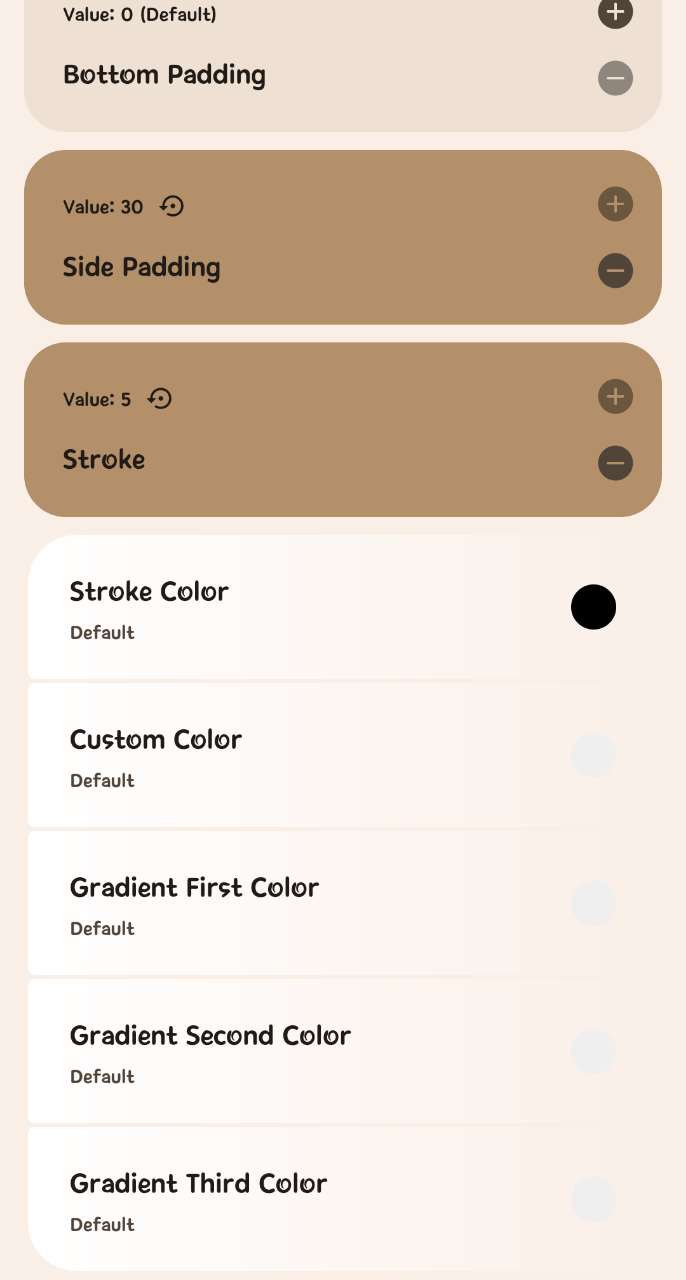 Value: 0 (Default)
Bottom Padding
Value: 30
Side Padding
Value: 5
Stroke
Stroke Color
Default
Custom Color
Default
Gradient First Color
Default
Gradient Second Color
Default
Gradient Third Color
Default